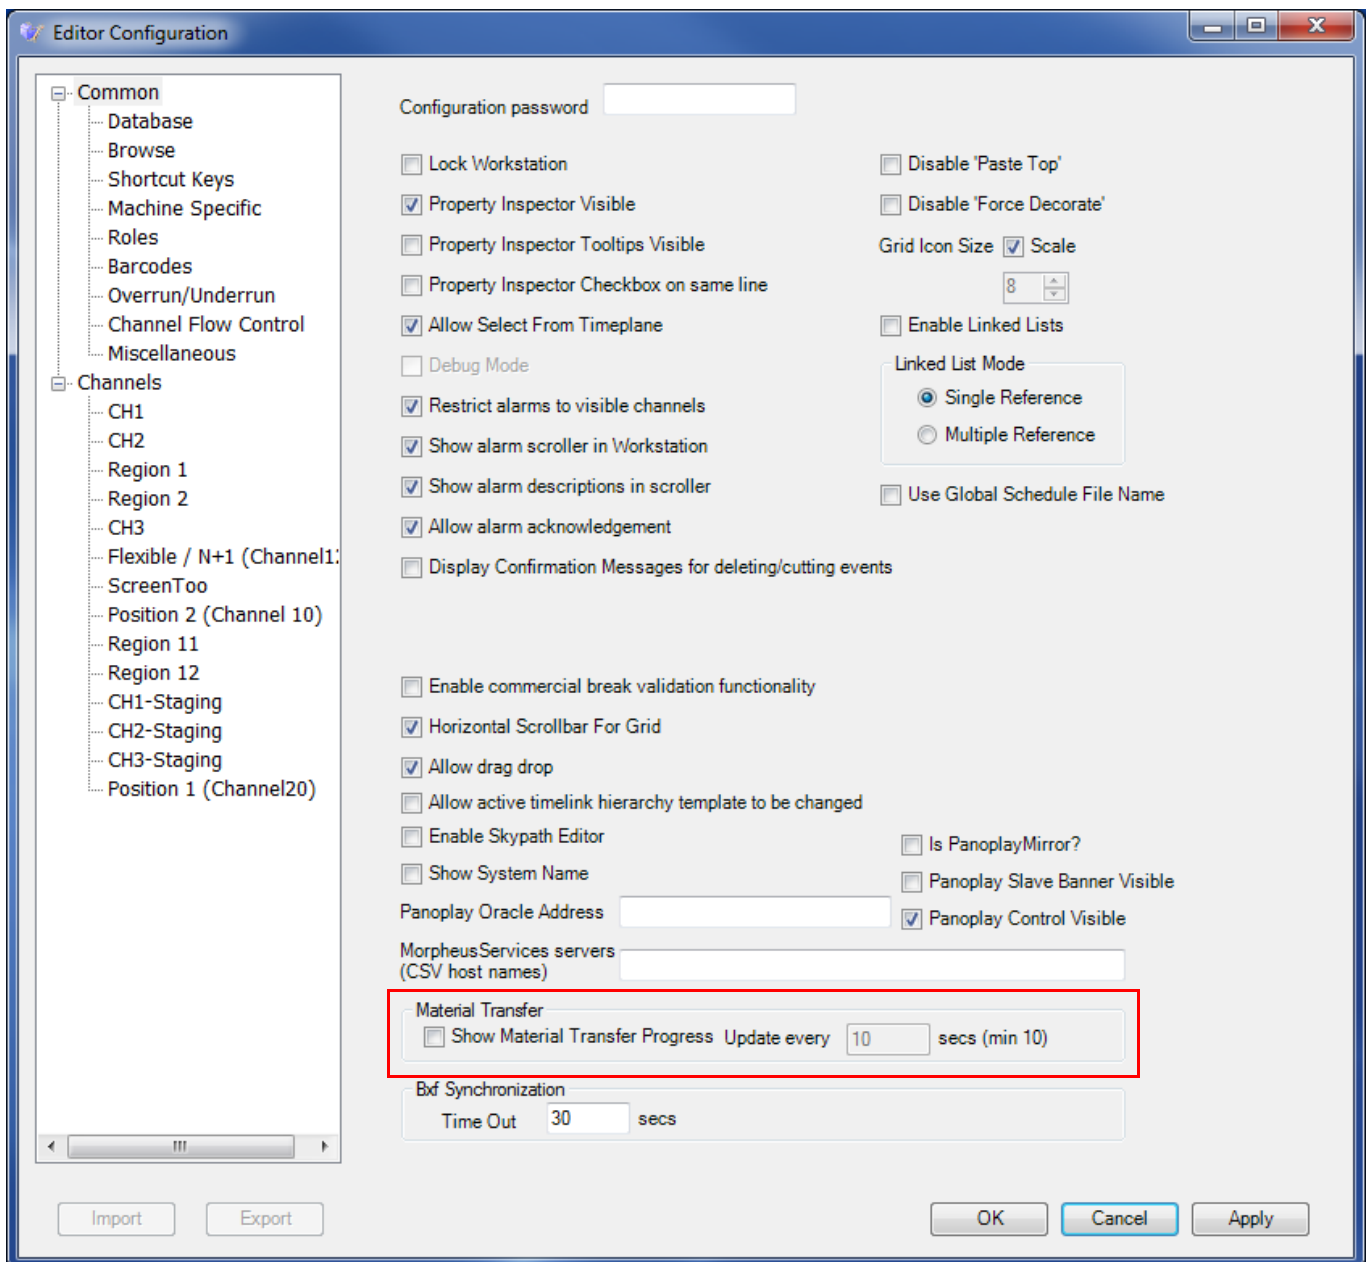 Editor Configuration
Common
Database
Browse
Shortcut Keys
Machine Specific
Roles
Barcodes
Overrun/Underrun
Channel Flow Control
Miscellaneous
Channels
CH1
CH2
Region 1
Region 2
CH3
Flexible / N+1 (Channel1
ScreenToo
Position 2 (Channel 10)
Region 11
Region 12
CH1-Staging
CH2-Staging
CH3-Staging
Position 1 (Channel20)
Import
Export
Configuration password
Lock Workstation
Property Inspector Visible
Property Inspector Tooltips Visible
Property Inspector Checkbox on same line
Allow Select From Timeplane
Debug Mode
Restrict alarms to visible channels
Show alarm scroller in Workstation
Show alarm descriptions in scroller
Allow alarm acknowledgement
Display Confirmation Messages for deleting/cutting events
Disable 'Paste Top'
Disable 'Force Decorate'
Grid Icon Size Scale
8
Enable Linked Lists
Linked List Mode
Single Reference
Multiple Reference
Use Global Schedule File Name
Enable commercial break validation functionality
Horizontal Scrollbar For Grid
Allow drag drop
Allow active timelink hierarchy template to be changed
Enable Skypath Editor
Show System Name
Is PanoplayMirror?
Panoplay Slave Banner Visible
Panoplay Oracle Address
Panoplay Control Visible
MorpheusServices servers
(CSV host names)
Material Transfer
Show Material Transfer Progress Update every 10 secs (min 10)
Bxf Synchronization
Time Out 30 secs
OK
Cancel
Apply